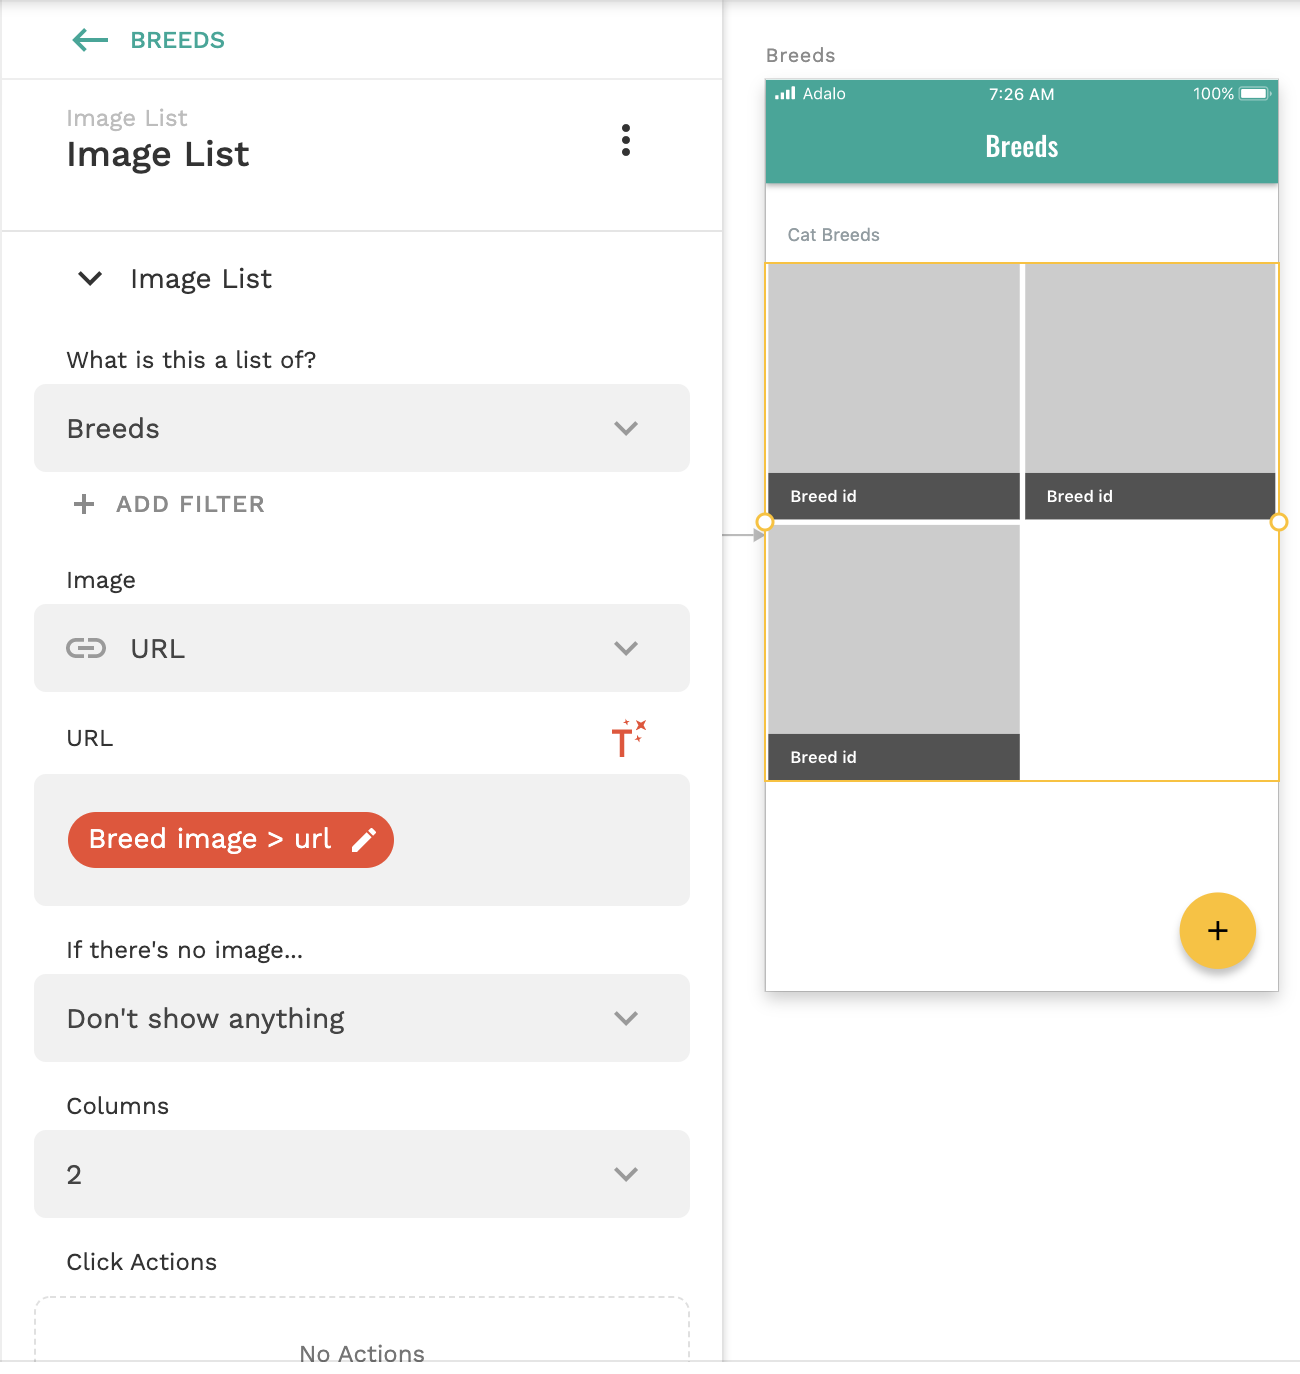 BREEDS
Image List
Image List
Image List
What is this a list of?
Breeds
ADD FILTER
Image
URL
URL
Breed image > url
If there's no image...
Don't show anything
Columns
2
Click Actions
No Actions
Breeds
Adalo 7:26 AM 100%
Breeds
Cat Breeds
Breed id Breed id
Breed id